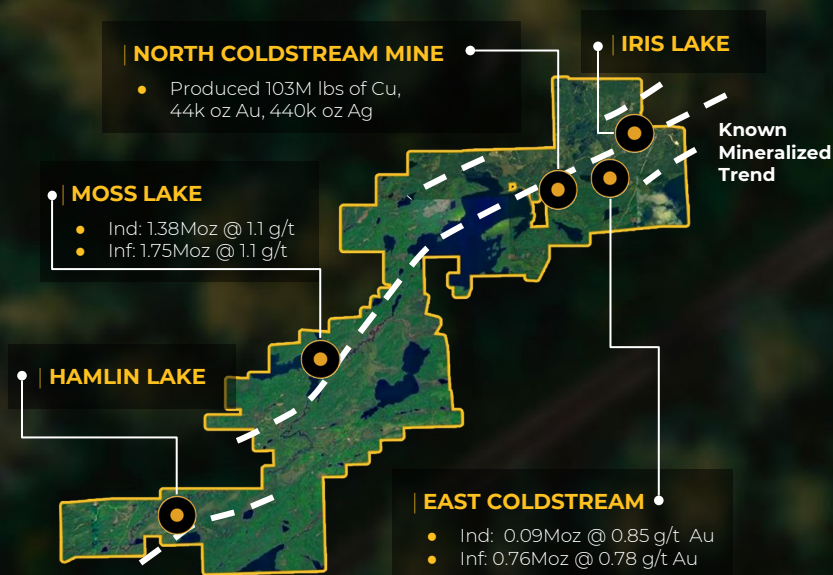 NORTH COLDSTREAM MINE
● Produced 103M lbs of Cu,
44k oz Au, 440k oz Ag
IRIS LAKE
Known
Mineralized
Trend
MOSS LAKE
● Ind: 1.38Moz @ 1.1 g/t
● Inf: 1.75Moz @ 1.1 g/t
HAMLIN LAKE
EAST COLDSTREAM
● Ind: 0.09Moz @ 0.85 g/t Au
● Inf: 0.76Moz @ 0.78 g/t Au